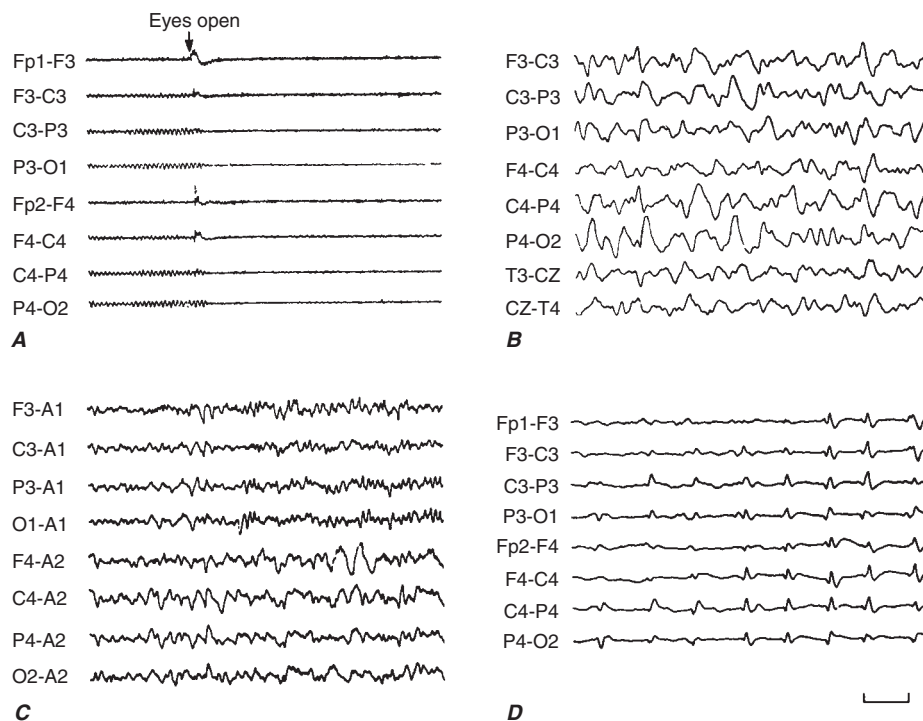 Eyes open
Fp1-F3
F3-C3
C3-P3
P3-O1
Fp2-F4
F4-C4
C4-P4
P4-O2
A
F3-C3
C3-P3
P3-O1
F4-C4
C4-P4
P4-O2
T3-CZ
CZ-T4
B
F3-A1
C3-A1
P3-A1
O1-A1
F4-A2
C4-A2
P4-A2
O2-A2
C
Fp1-F3
F3-C3
C3-P3
P3-O1
Fp2-F4
F4-C4
C4-P4
P4-O2
D